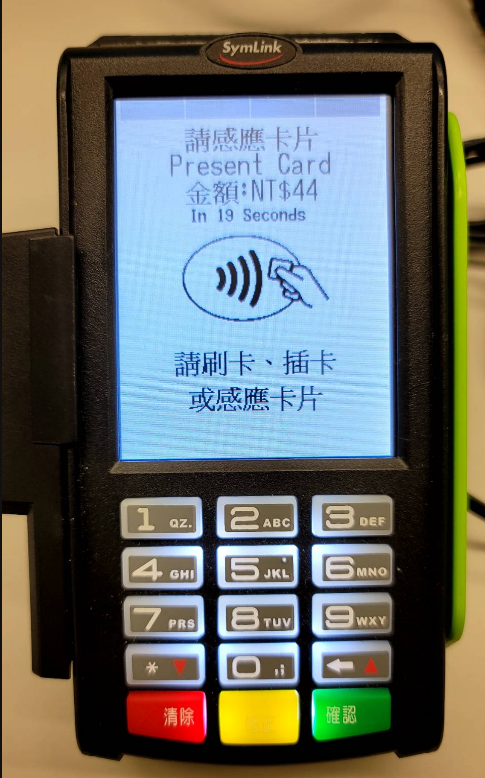 SymLink
請感應卡片
Present Card
金額:NT$44
In 19 Seconds
請刷卡、插卡
或感應卡片
1 QZ. 2 ABC 3 DEF
4 GHI 5 JKL 6 MNO
7 PRS 8 TUV 9 WXY
* 0 ,;
清除 確認